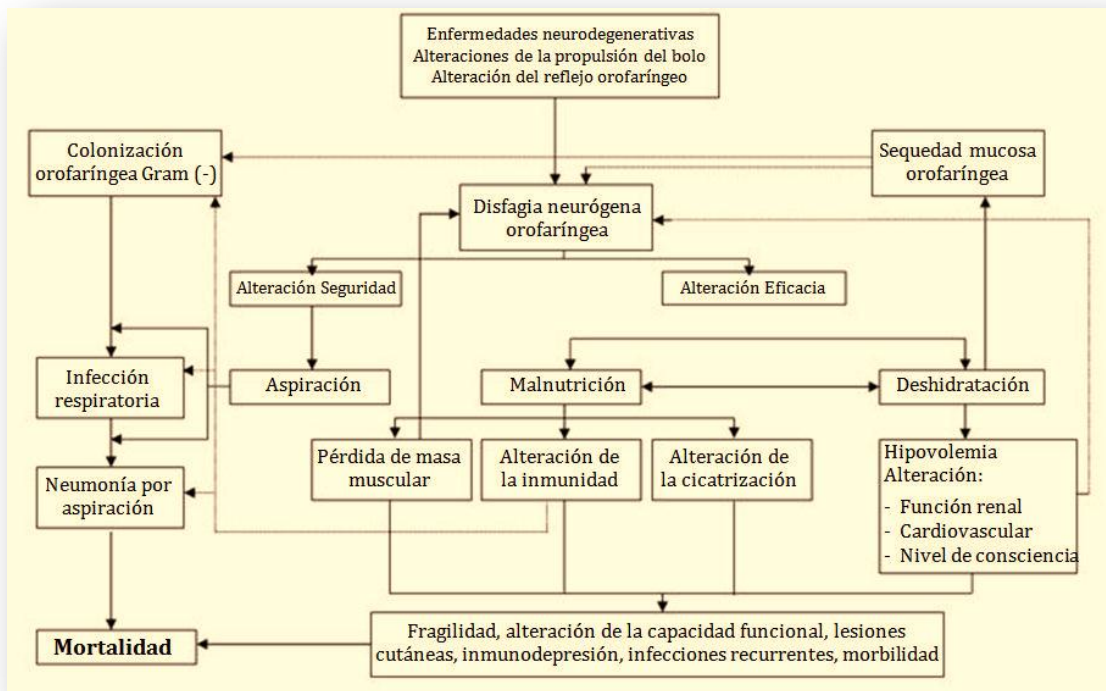 Enfermedades neurodegenerativas
Alteraciones de la propulsión del bolo
Alteración del reflejo orofaríngeo
Colonización
orofaríngea Gram (-)
Sequedad mucosa
orofaríngea
Disfagia neurógena
orofaríngea
Alteración Seguridad
Alteración Eficacia
Infección
respiratoria
Aspiración
Malnutrición
Deshidratación
Neumonía por
aspiración
Pérdida de masa
muscular
Alteración de
la inmunidad
Alteración de
la cicatrización
Hipovolemia
Alteración:
- Función renal
- Cardiovascular
- Nivel de consciencia
Mortalidad
Fragilidad, alteración de la capacidad funcional, lesiones
cutáneas, inmunodepresión, infecciones recurrentes, morbilidad